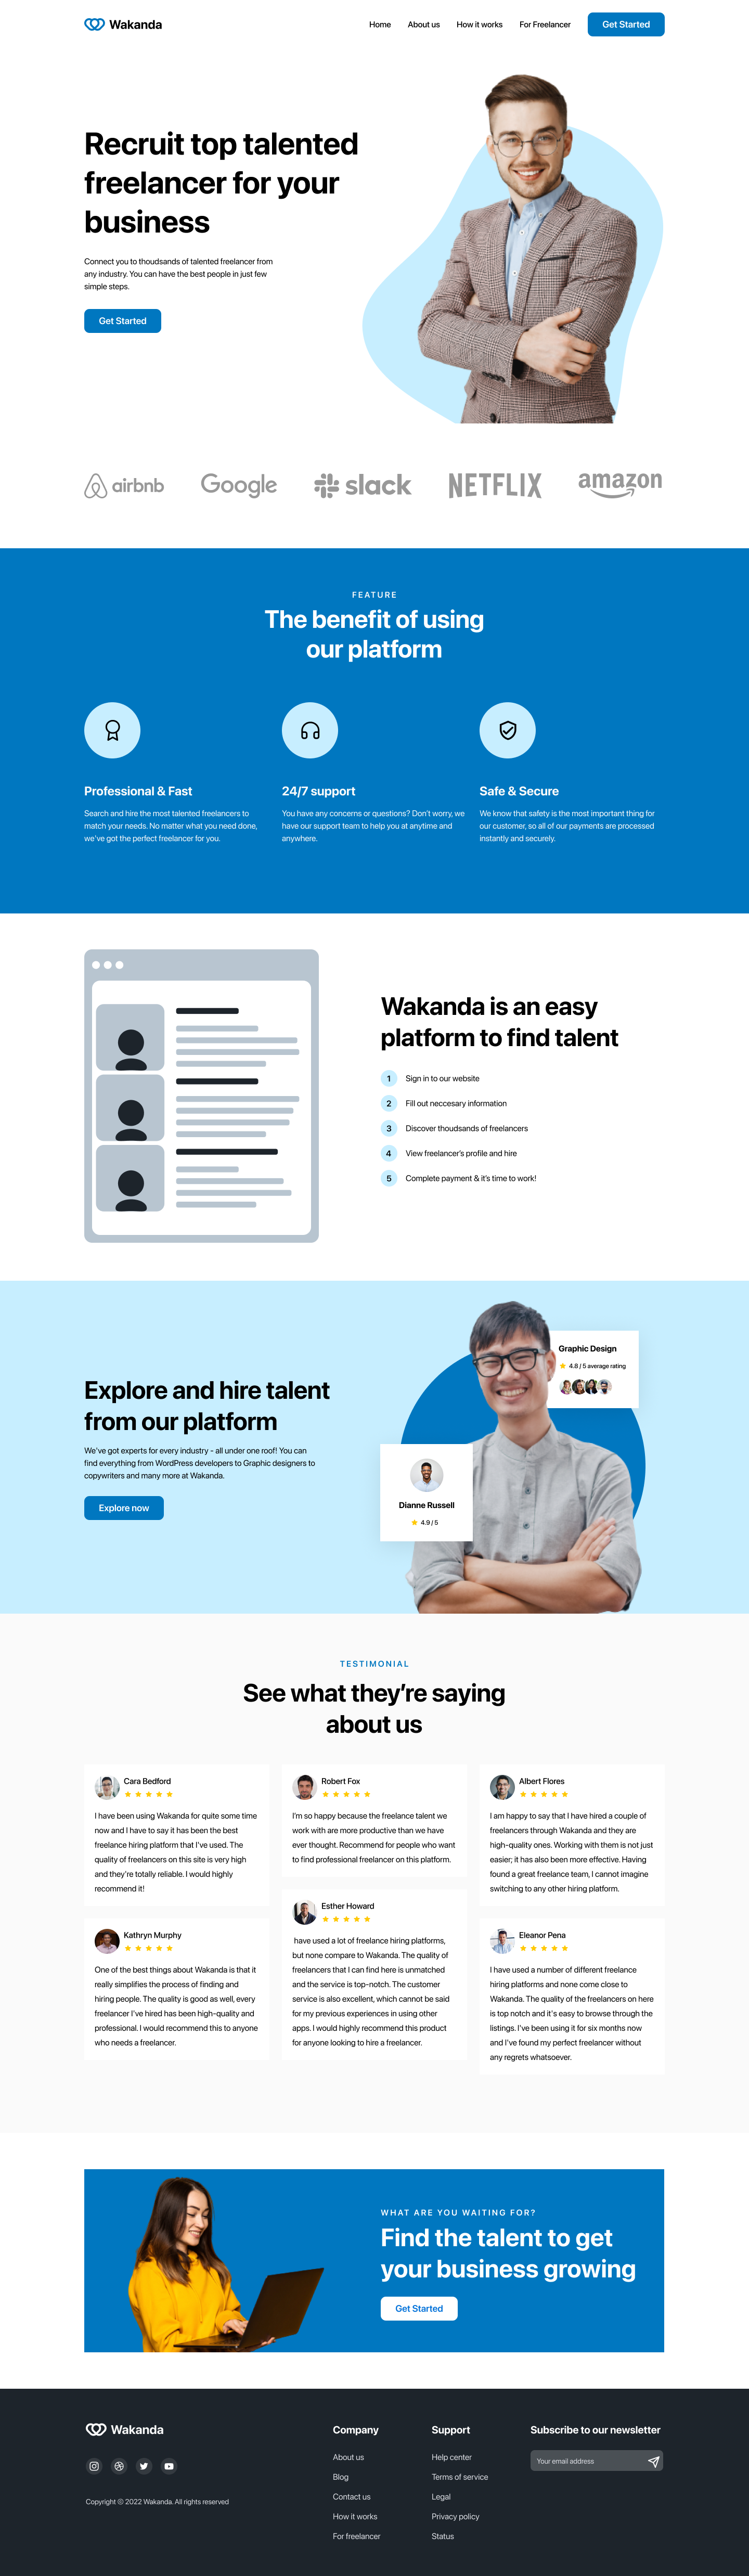 Wakanda
Home
About us
How it works
For Freelancer
Get Started
Recruit top talented
freelancer for your
business
Connect you to thoudsands of talented freelancer from
any industry. You can have the best people in just few
simple steps.
Get Started
airbnb
Google
slack
NETFLIX
amazon
FEATURE
The benefit of using
our platform
Professional & Fast
Search and hire the most talented freelancers to
match your needs. No matter what you need done,
we've got the perfect freelancer for you.
24/7 support
You have any concerns or questions? Don't worry, we
have our support team to help you at anytime and
anywhere.
Safe & Secure
We know that safety is the most important thing for
our customer, so all of our payments are processed
instantly and securely.
Wakanda is an easy
platform to find talent
1 Sign in to our website
2 Fill out neccesary information
3 Discover thoudsands of freelancers
4 View freelancer's profile and hire
5 Complete payment & it's time to work!
Explore and hire talent
from our platform
We've got experts for every industry - all under one roof! You can
find everything from WordPress developers to Graphic designers to
copywriters and many more at Wakanda.
Explore now
Graphic Design
4.8 / 5 average rating
Dianne Russell
4.9 / 5
TESTIMONIAL
See what they're saying
about us
Cara Bedford
I have been using Wakanda for quite some time
now and I have to say it has been the best
freelance hiring platform that I've used. The
quality of freelancers on this site is very high
and they're totally reliable. I would highly
recommend it!
Kathryn Murphy
One of the best things about Wakanda is that it
really simplifies the process of finding and
hiring people. The quality is good as well, every
freelancer I've hired has been high-quality and
professional. I would recommend this to anyone
who needs a freelancer.
Robert Fox
I'm so happy because the freelance talent we
work with are more productive than we have
ever thought. Recommend for people who want
to find professional freelancer on this platform.
Esther Howard
have used a lot of freelance hiring platforms,
but none compare to Wakanda. The quality of
freelancers that I can find here is unmatched
and the service is top-notch. The customer
service is also excellent, which cannot be said
for my previous experiences in using other
apps. I would highly recommend this product
for anyone looking to hire a freelancer.
Albert Flores
I am happy to say that I have hired a couple of
freelancers through Wakanda and they are
high-quality ones. Working with them is not just
easier; it has also been more effective. Having
found a great freelance team, I cannot imagine
switching to any other hiring platform.
Eleanor Pena
I have used a number of different freelance
hiring platforms and none come close to
Wakanda. The quality of the freelancers on here
is top notch and it's easy to browse through the
listings. I've been using it for six months now
and I've found my perfect freelancer without
any regrets whatsoever.
WHAT ARE YOU WAITING FOR?
Find the talent to get
your business growing
Get Started
Wakanda
Copyright © 2022 Wakanda. All rights reserved
Company
About us
Blog
Contact us
How it works
For freelancer
Support
Help center
Terms of service
Legal
Privacy policy
Status
Subscribe to our newsletter
Your email address